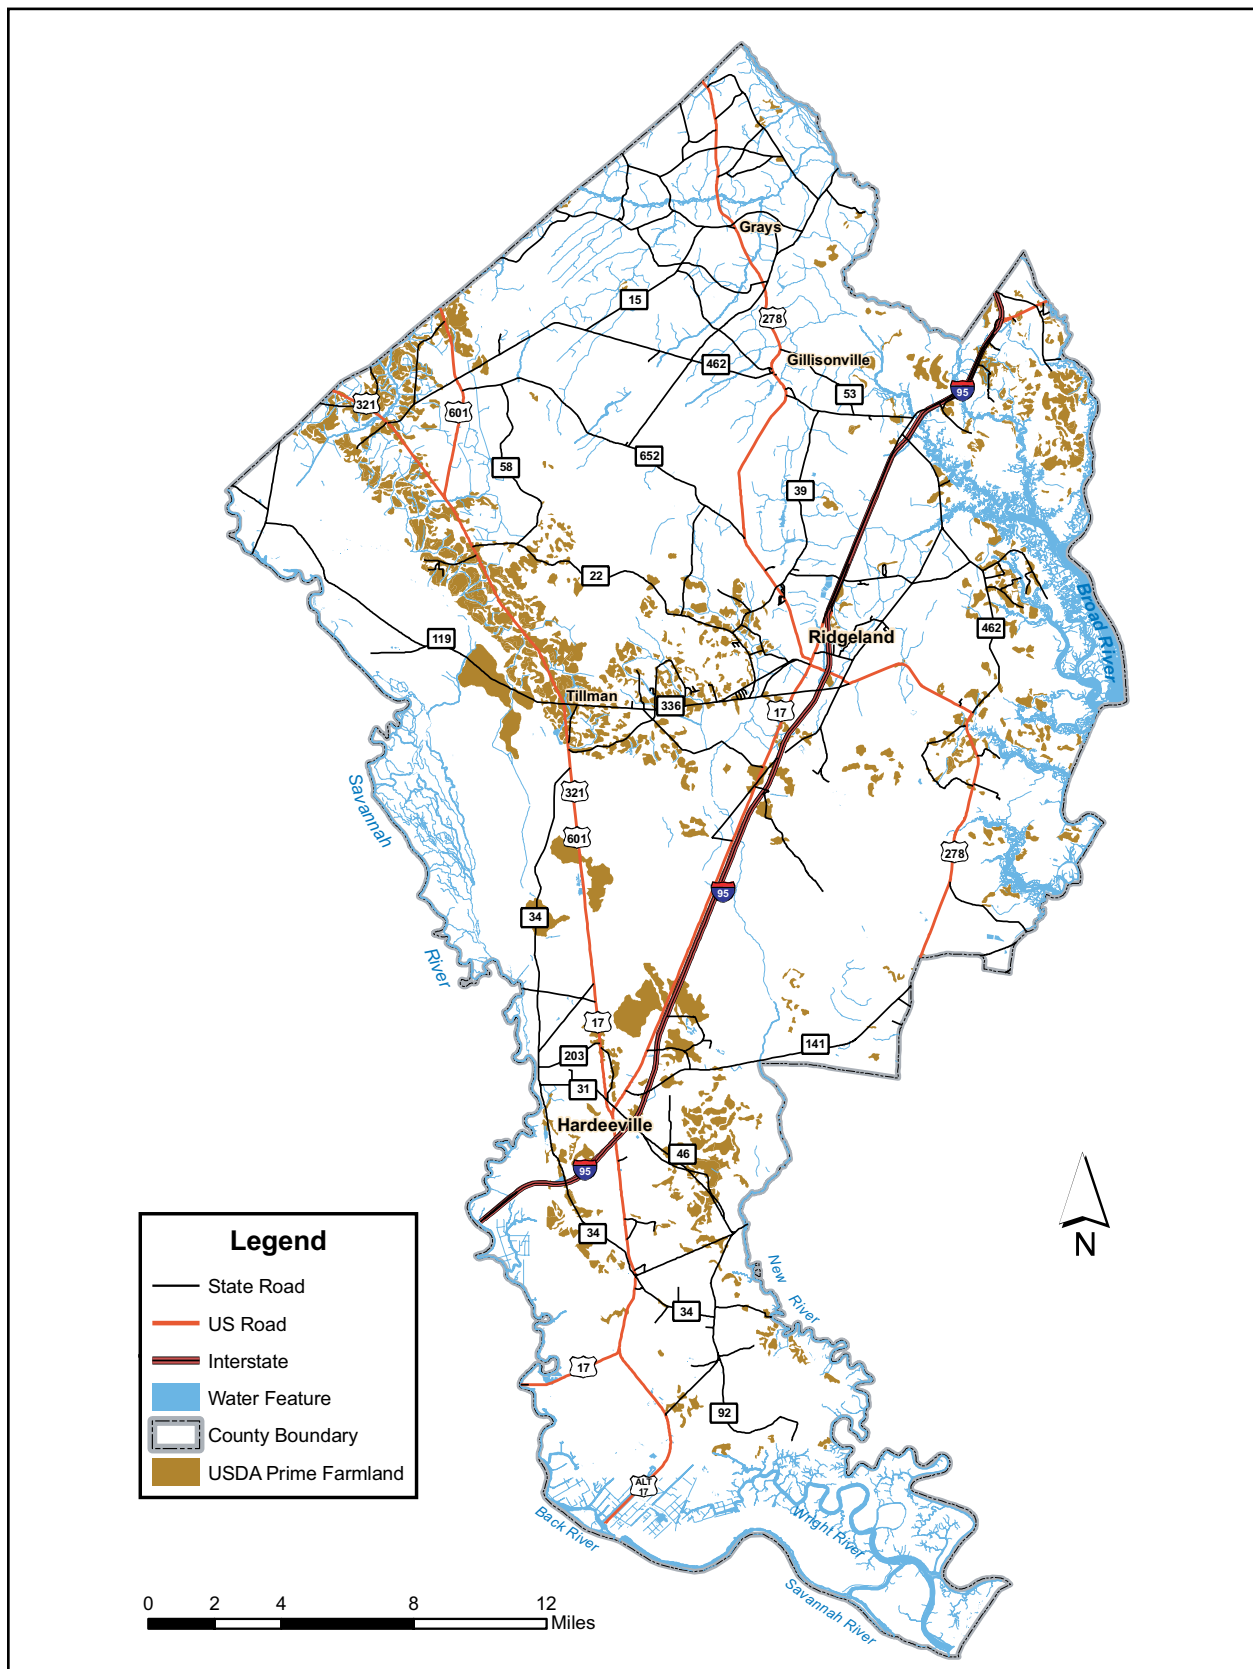 Grays
15
278
462
Gillisonville
53
95
321
601
652
58
39
22
Broad River
119
Ridgeland
462
Tillman
336
17
Savannah
River
321
601
278
95
34
17
141
203
31
Hardeeville
46
95
34
New River
34
17
92
ALT
17
Back River
Wright River
Savannah River
N
Legend
State Road
US Road
Interstate
Water Feature
County Boundary
USDA Prime Farmland
0 2 4 8 12
Miles